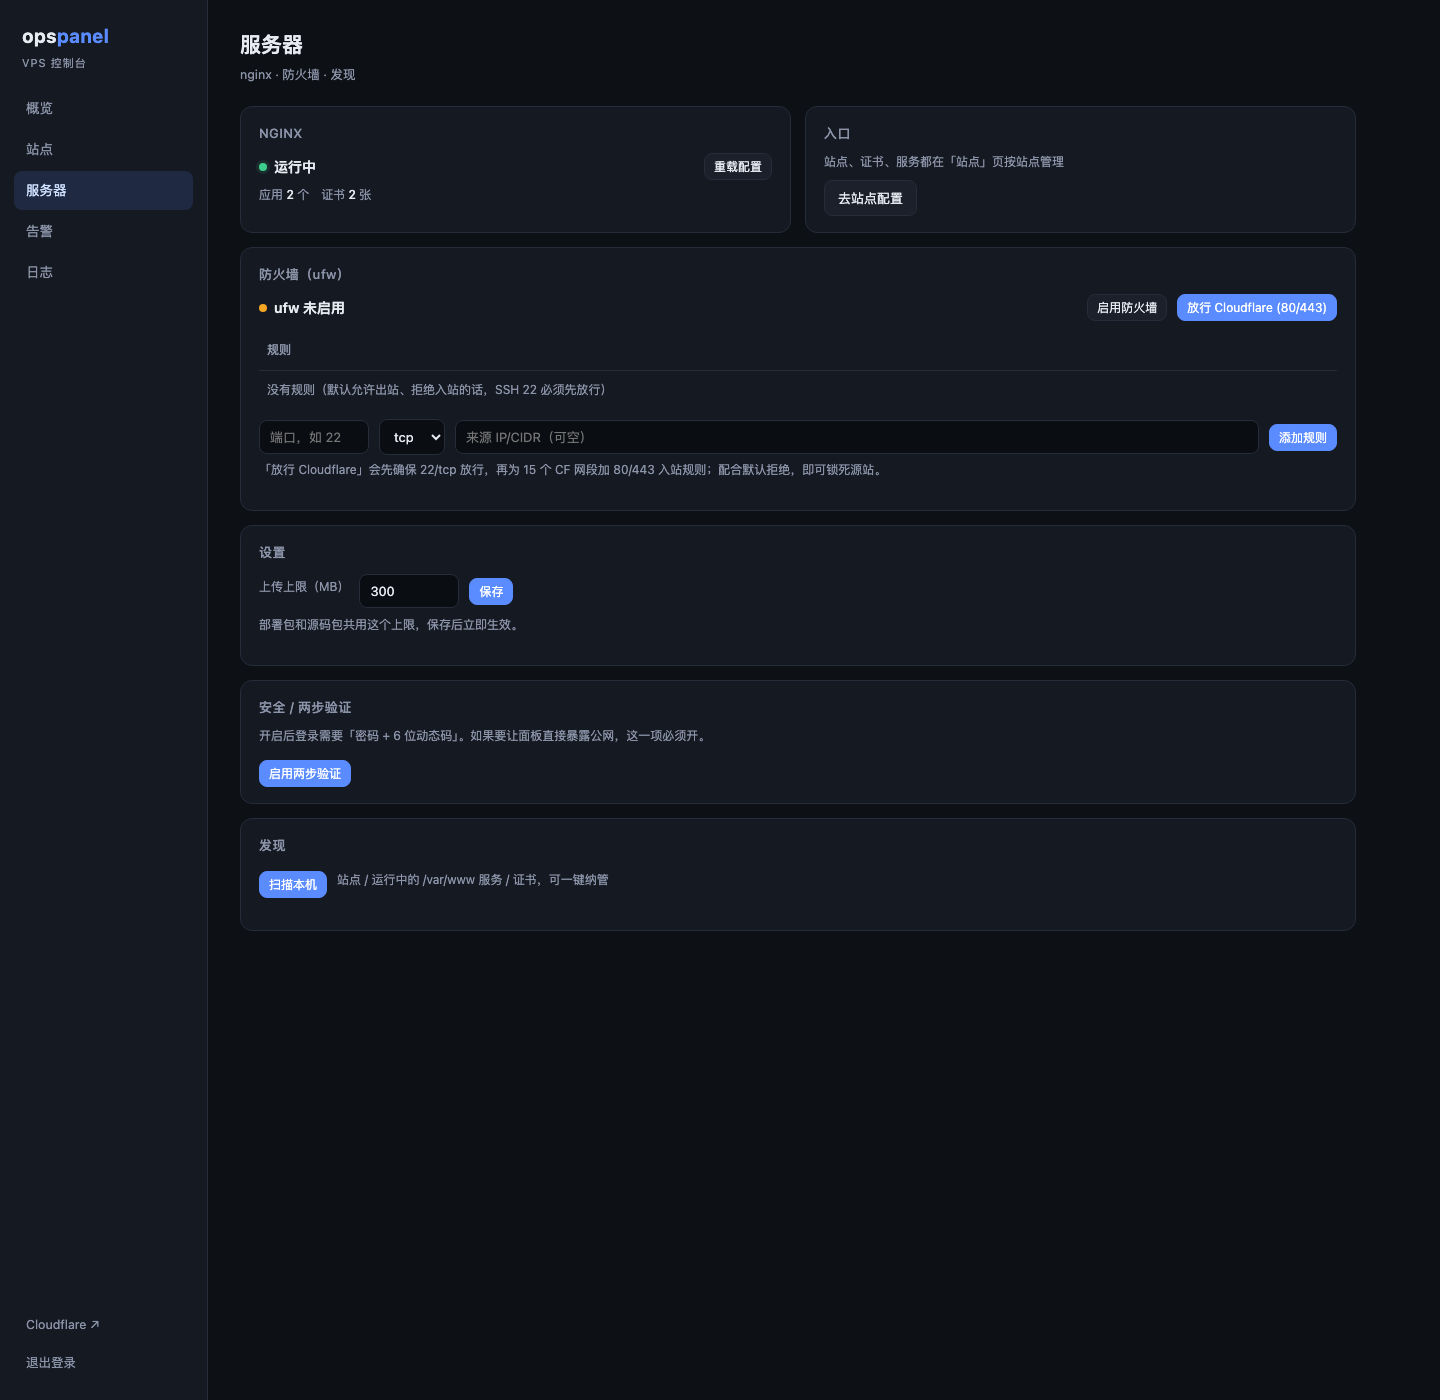 opspanel
VPS 控制台
概览
站点
服务器
告警
日志
Cloudflare ↗
退出登录
服务器
nginx · 防火墙 · 发现
NGINX
运行中
重载配置
应用 2 个 证书 2 张
入口
站点、证书、服务都在「站点」页按站点管理
去站点配置
防火墙（ufw）
ufw 未启用
启用防火墙
放行 Cloudflare (80/443)
规则
没有规则（默认允许出站、拒绝入站的话，SSH 22 必须先放行）
端口，如 22
tcp
来源 IP/CIDR（可空）
添加规则
「放行 Cloudflare」会先确保 22/tcp 放行，再为 15 个 CF 网段加 80/443 入站规则；配合默认拒绝，即可锁死源站。
设置
上传上限（MB）
300
保存
部署包和源码包共用这个上限，保存后立即生效。
安全 / 两步验证
开启后登录需要「密码 + 6 位动态码」。如果要让面板直接暴露公网，这一项必须开。
启用两步验证
发现
扫描本机
站点 / 运行中的 /var/www 服务 / 证书，可一键纳管